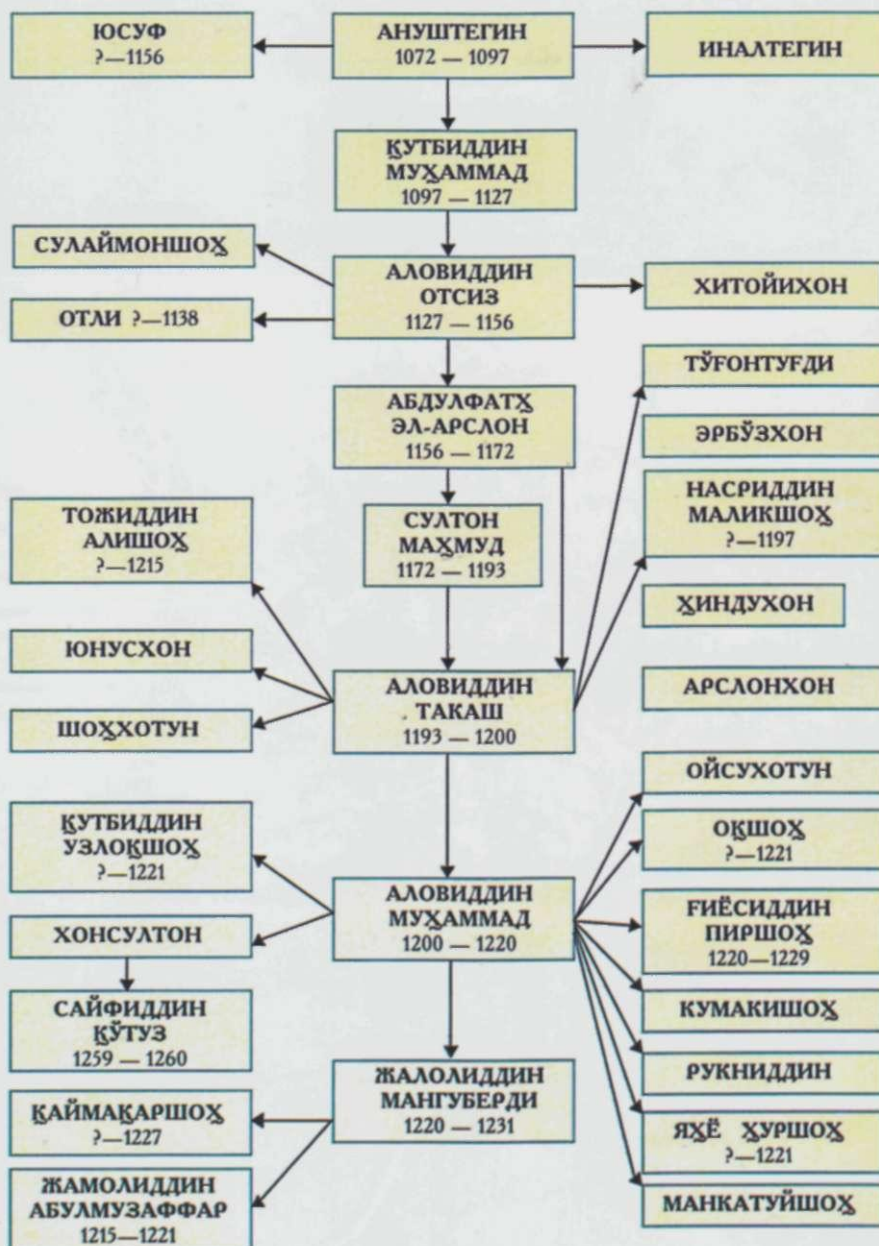 ЮСУФ
?—1156
АНУШТЕГИН
1072 — 1097
ИНАЛТЕГИН
ҚУТБИДДИН
МУҲАММАД
1097 — 1127
СУЛАЙМОНШОҲ
ОТЛИ ?—1138
АЛОВИДДИН
ОТСИЗ
1127 — 1156
ХИТОЙИХОН
ТЎҒОНТУҒДИ
АБДУЛФАТҲ
ЭЛ-АРСЛОН
1156 — 1172
ЭРБЎЗХОН
НАСРИДДИН
МАЛИКШОҲ
?—1197
ТОЖИДДИН
АЛИШОҲ
?—1215
СУЛТОН
МАҲМУД
1172 — 1193
ҲИНДУХОН
ЮНУСХОН
ШОҲХОТУН
АЛОВИДДИН
ТАКАШ
1193 — 1200
АРСЛОНХОН
ОЙСУХОТУН
ҚУТБИДДИН
УЗЛОҚШОҲ
?—1221
ОҚШОҲ
?—1221
АЛОВИДДИН
МУҲАММАД
1200 — 1220
ҒИЁСИДДИН
ПИРШОҲ
1220—1229
ХОНСУЛТОН
САЙФИДДИН
ҚЎТУЗ
1259 — 1260
КУМАКИШОҲ
РУКНИДДИН
ЖАЛОЛИДДИН
МАНГУБЕРДИ
1220 — 1231
ҚАЙМАҚАРШОҲ
?—1227
ЯҲЁ ҲУРШОҲ
?—1221
ЖАМОЛИДДИН
АБУЛМУЗАФФАР
1215—1221
МАНКАТУЙШОҲ